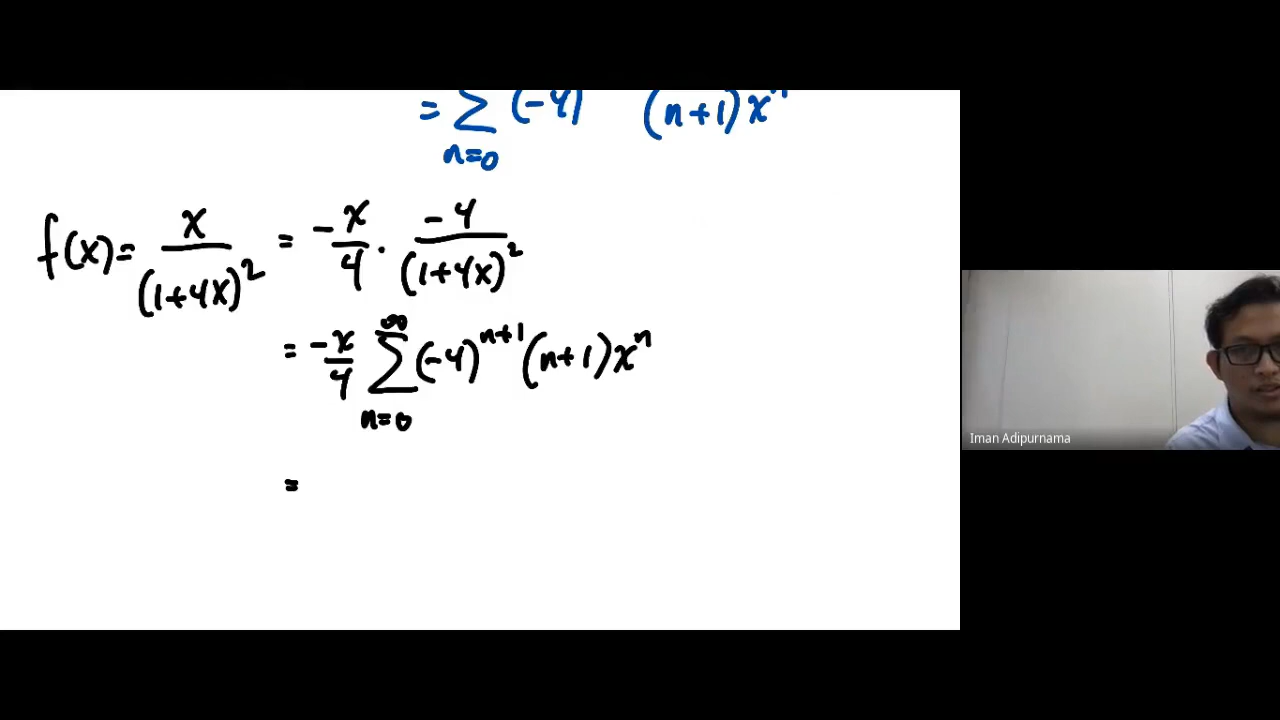 = ∑ n=0 (-4) (n+1)x^n
f(x) = x/(1+4x)^2 = -x/4 · -4/(1+4x)^2
= -x/4 ∑_{n=0}^{∞} (-4)^{n+1} (n+1)x^n
=
Iman Adipurnama